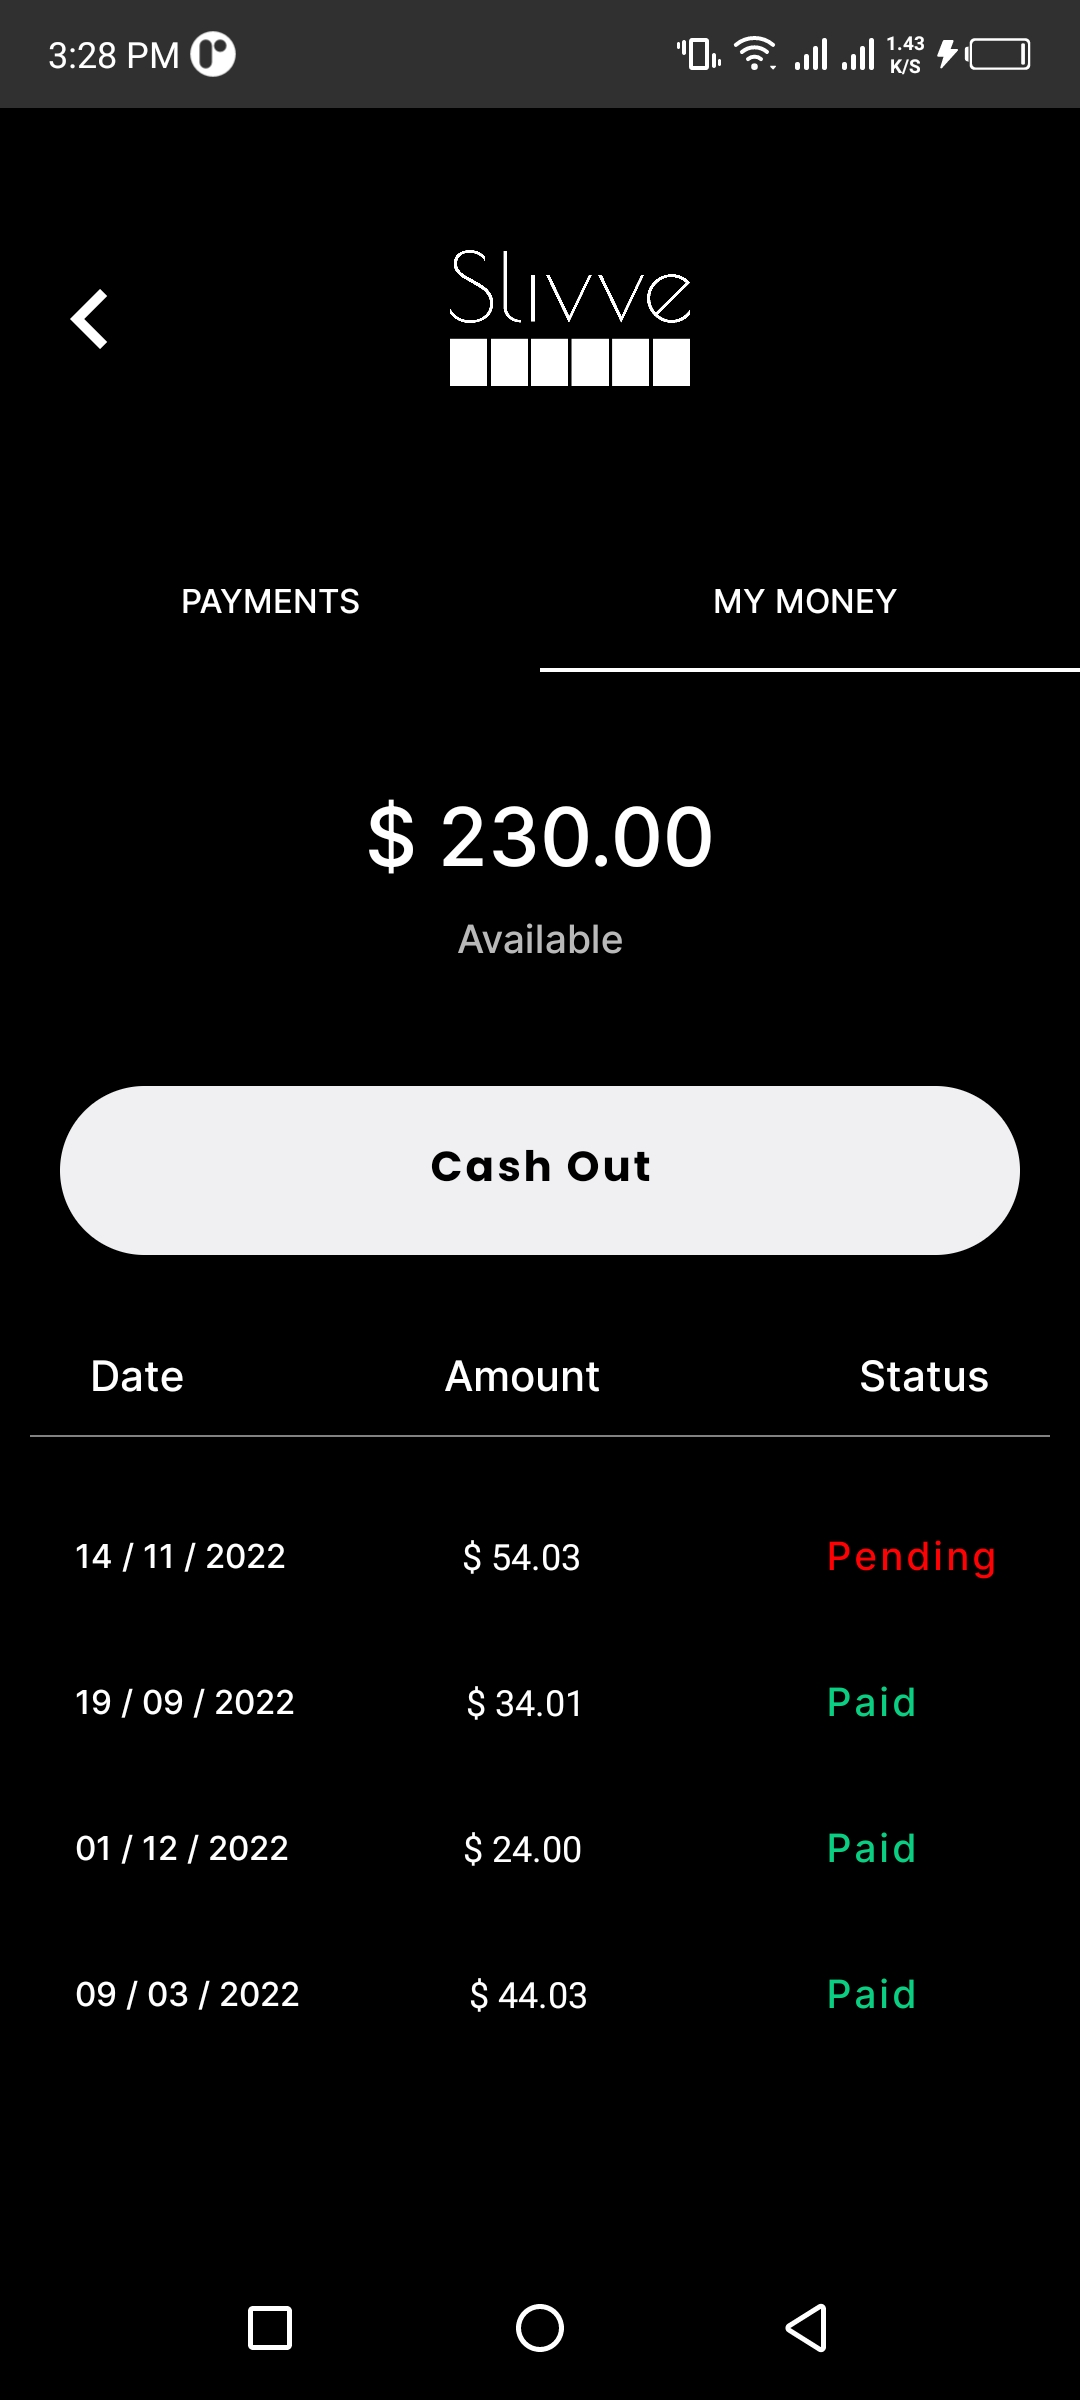 3:28 PM
1.43
K/S
Slivve
PAYMENTS
MY MONEY
$ 230.00
Available
Cash Out
Date Amount Status
14 / 11 / 2022 $ 54.03 Pending
19 / 09 / 2022 $ 34.01 Paid
01 / 12 / 2022 $ 24.00 Paid
09 / 03 / 2022 $ 44.03 Paid